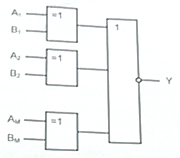 A₁
=1
1
B₁
A₂
=1
B₂
Y
Aₘ
=1
Bₘ